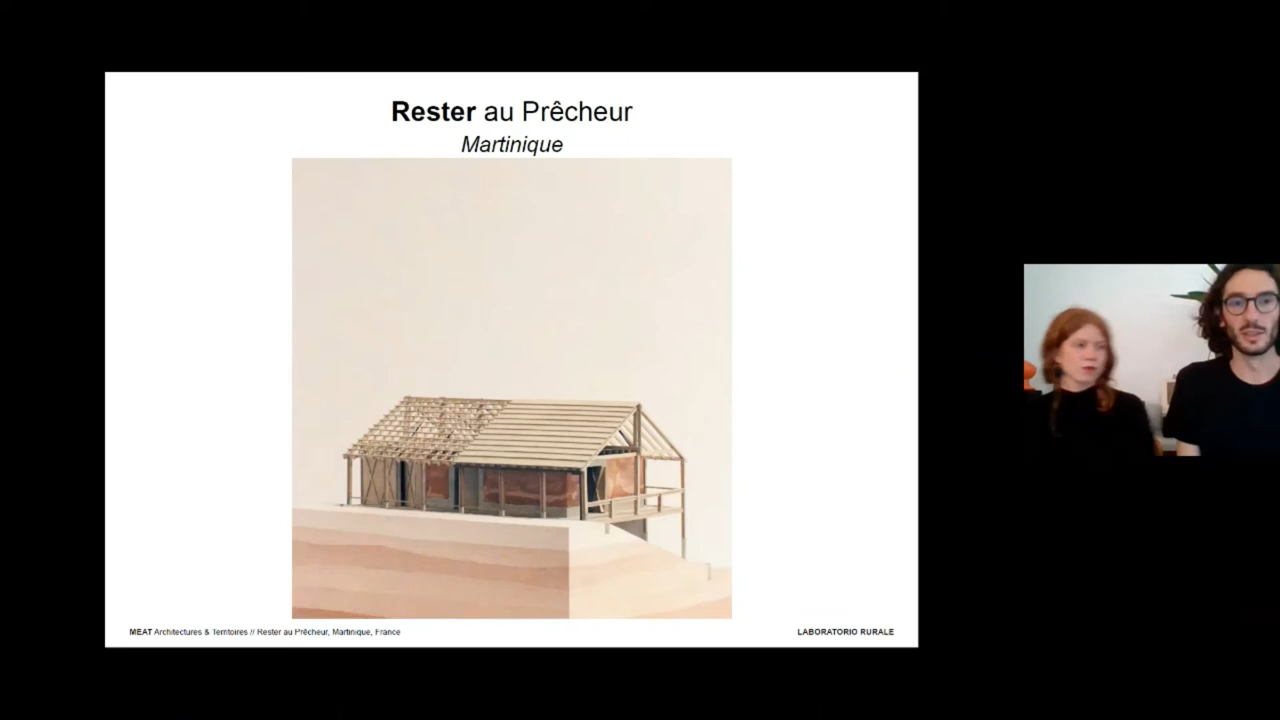 Rester au Prêcheur
Martinique
MEAT Architectures & Territoires // Rester au Prêcheur, Martinique, France
LABORATORIO RURALE